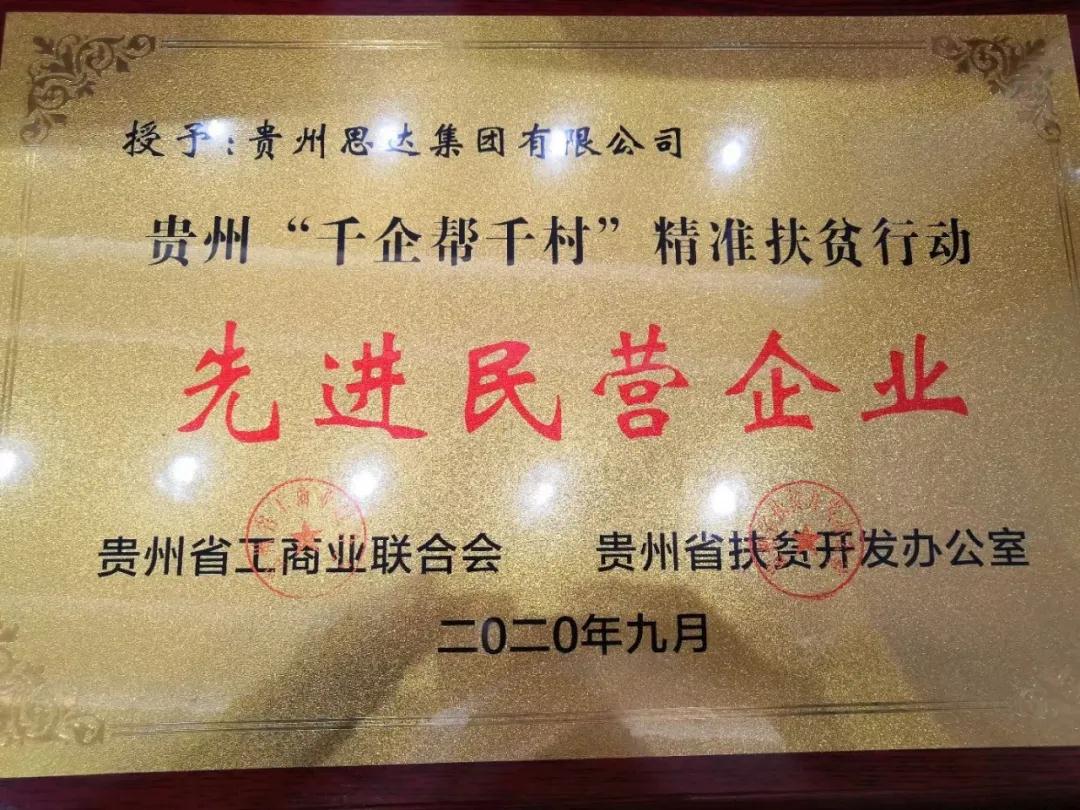 授予:贵州思达集团有限公司
贵州“千企帮千村”精准扶贫行动
先进民营企业
贵州省工商业联合会 贵州省扶贫开发办公室
二0二0年九月